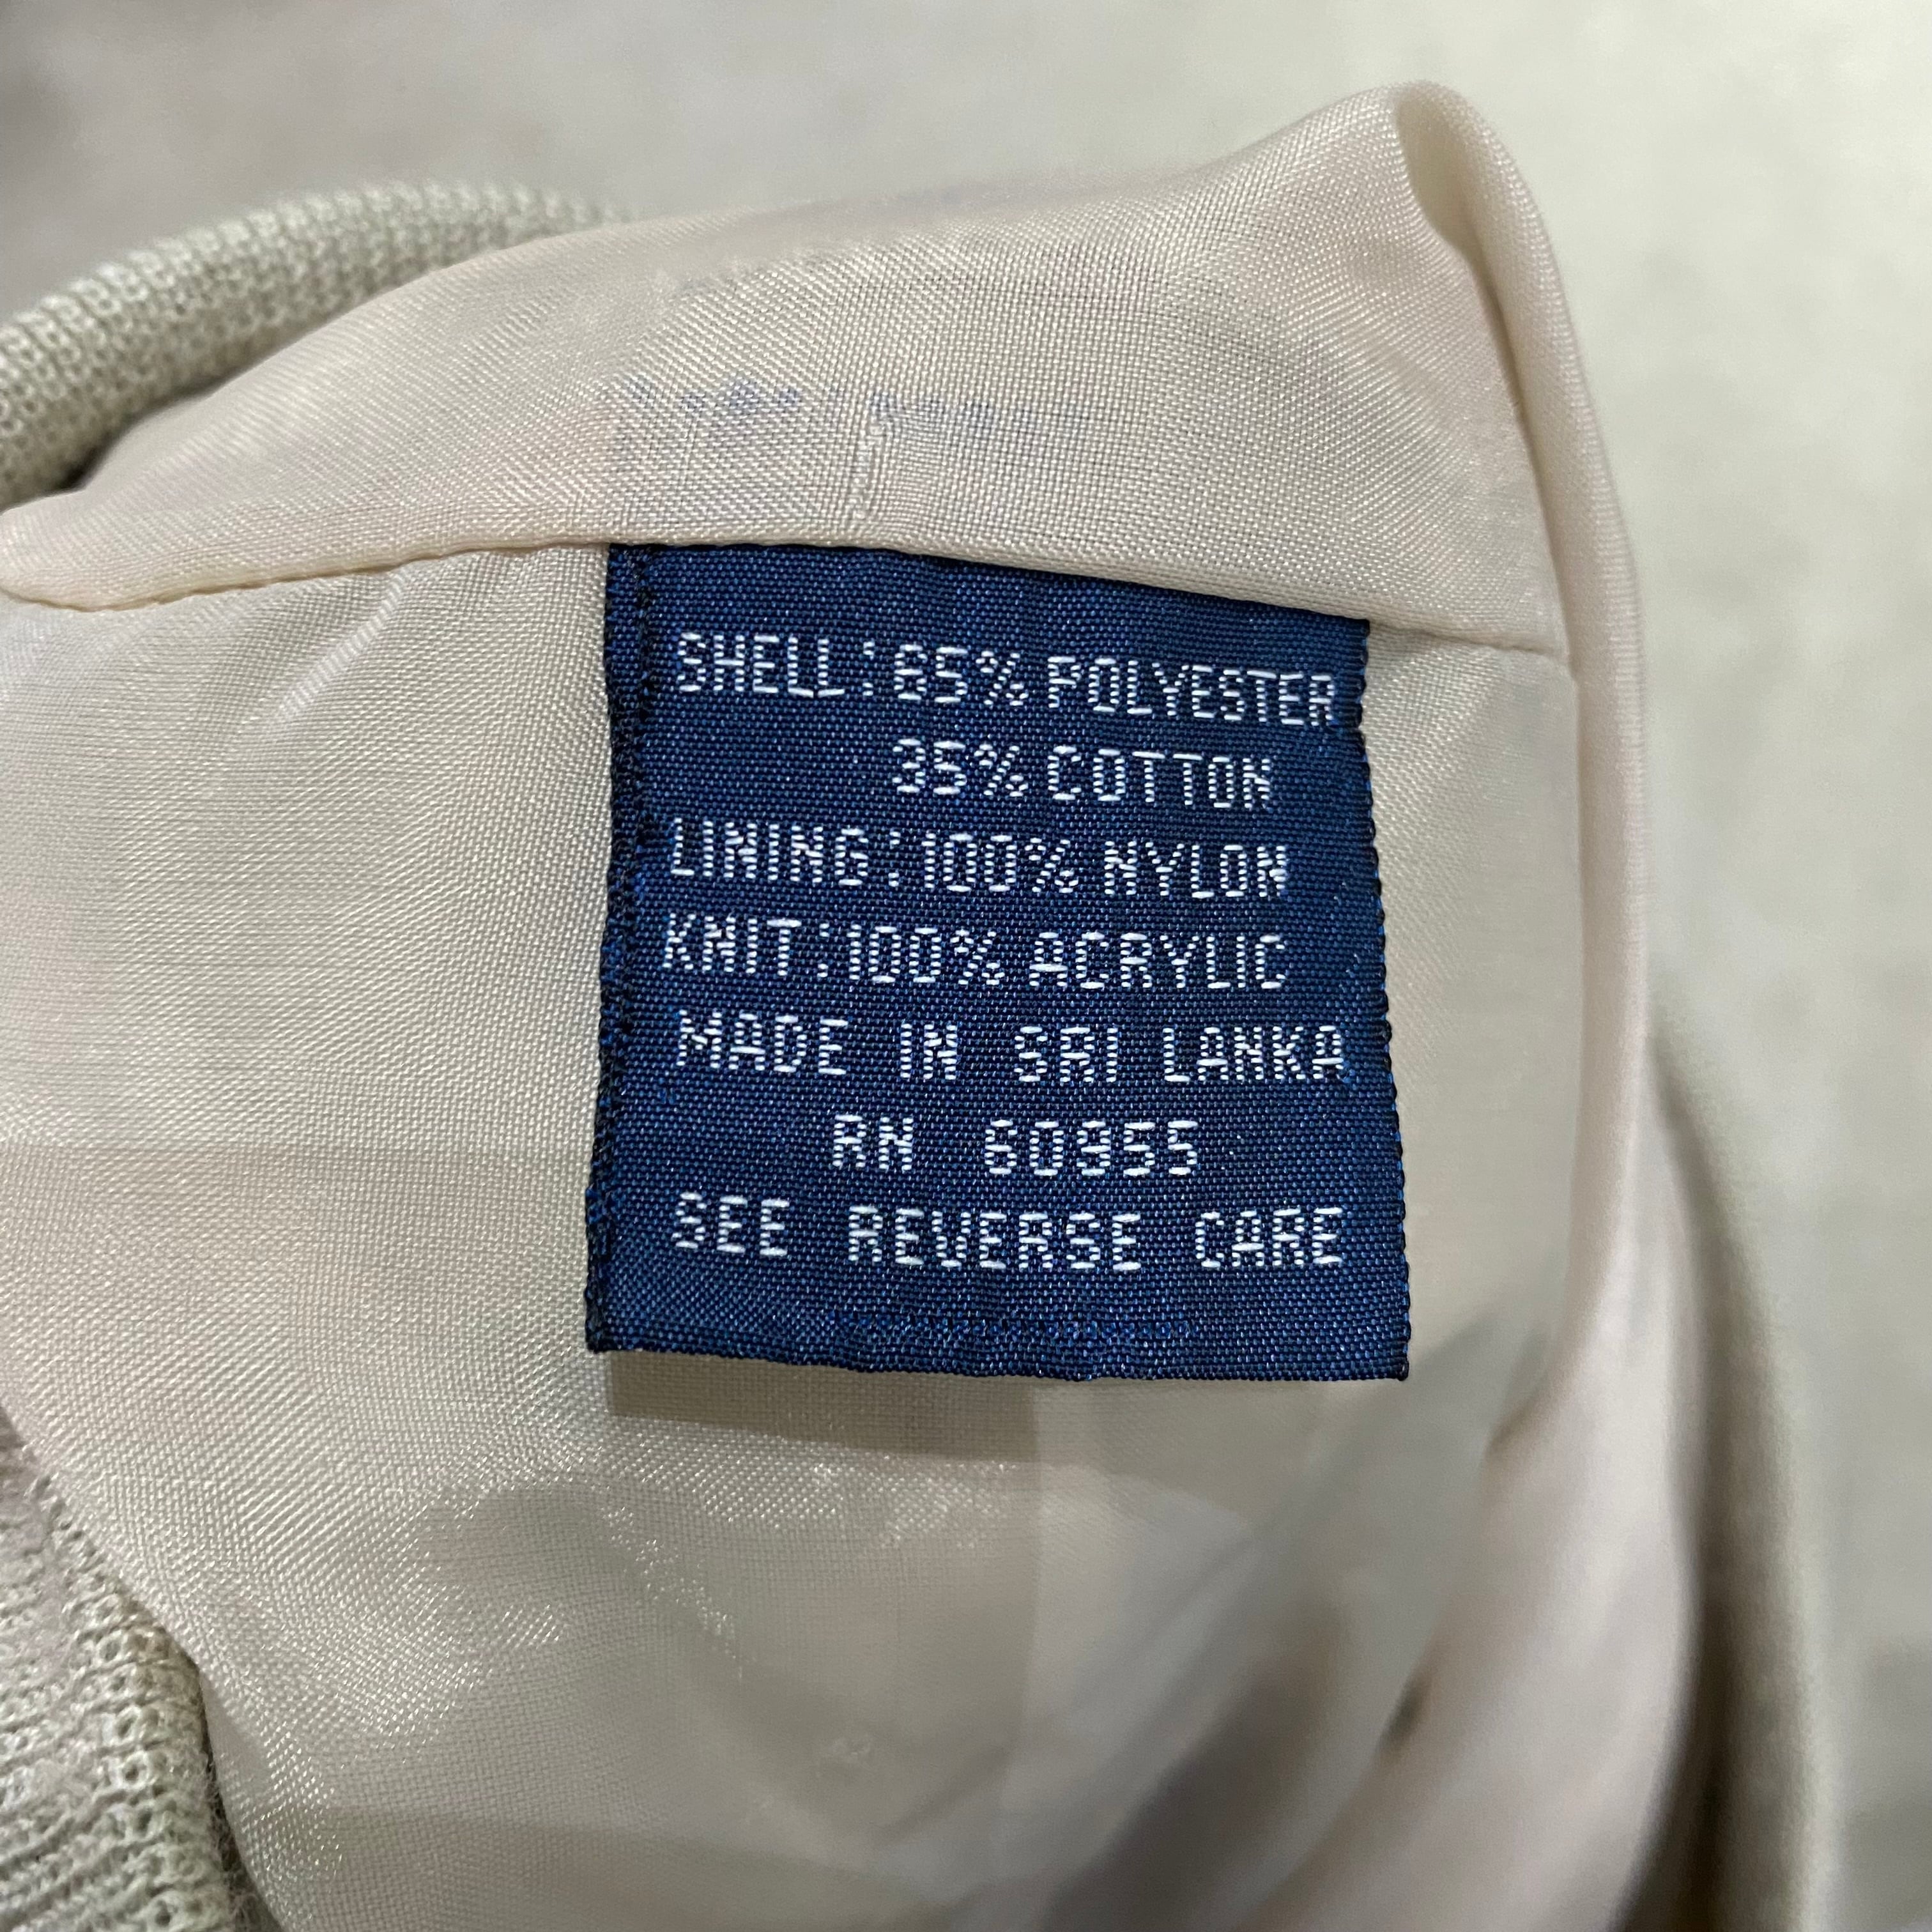 SHELL:65% POLYESTER
35% COTTON
LINING:100% NYLON
KNIT:100% ACRYLIC
MADE IN SRI LANKA
RN 60955
SEE REVERSE CARE